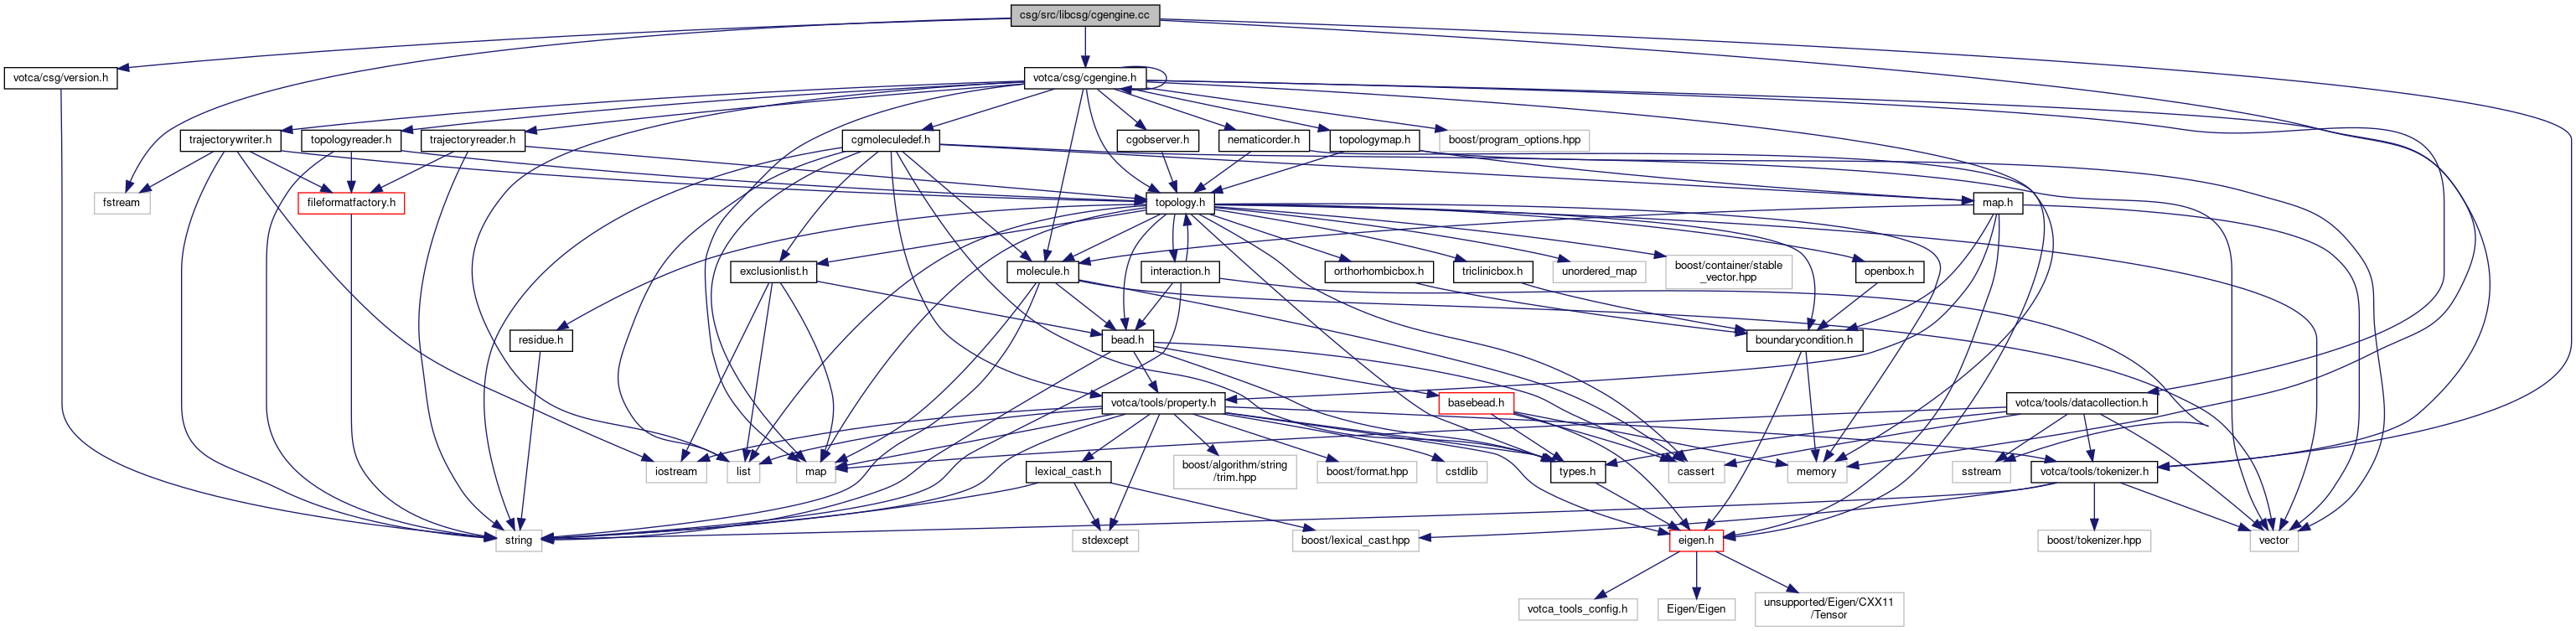 csg/src/libcsg/cgengine.cc
votca/csg/version.h
votca/csg/cgengine.h
trajectorywriter.h
topologyreader.h
trajectoryreader.h
cgmoleculedef.h
cgobserver.h
nematicorder.h
topologymap.h
boost/program_options.hpp
fstream
fileformatfactory.h
topology.h
map.h
exclusionlist.h
molecule.h
interaction.h
orthorhombicbox.h
triclinicbox.h
unordered_map
boost/container/stable
_vector.hpp
openbox.h
residue.h
bead.h
boundarycondition.h
votca/tools/property.h
basebead.h
votca/tools/datacollection.h
iostream
list
map
lexical_cast.h
boost/algorithm/string
/trim.hpp
boost/format.hpp
cstdlib
types.h
cassert
memory
sstream
votca/tools/tokenizer.h
string
stdexcept
boost/lexical_cast.hpp
eigen.h
boost/tokenizer.hpp
vector
votca_tools_config.h
Eigen/Eigen
unsupported/Eigen/CXX11
/Tensor